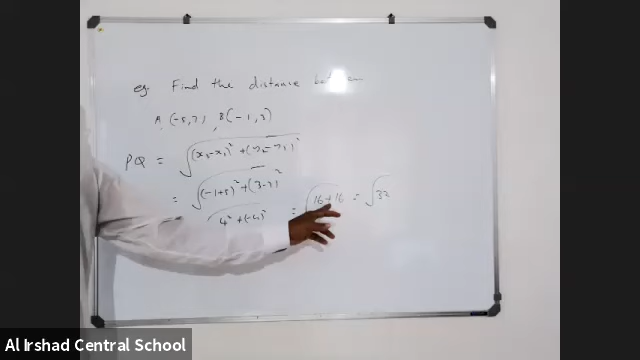 eg. Find the distance between
A (-5,7), B(-1,3)
PQ = √(x₂-x₁)² + (y₂-y₁)²
= √(-1+5)² + (3-7)²
4² + (-4)² = √16+16 = √32
Al Irshad Central School